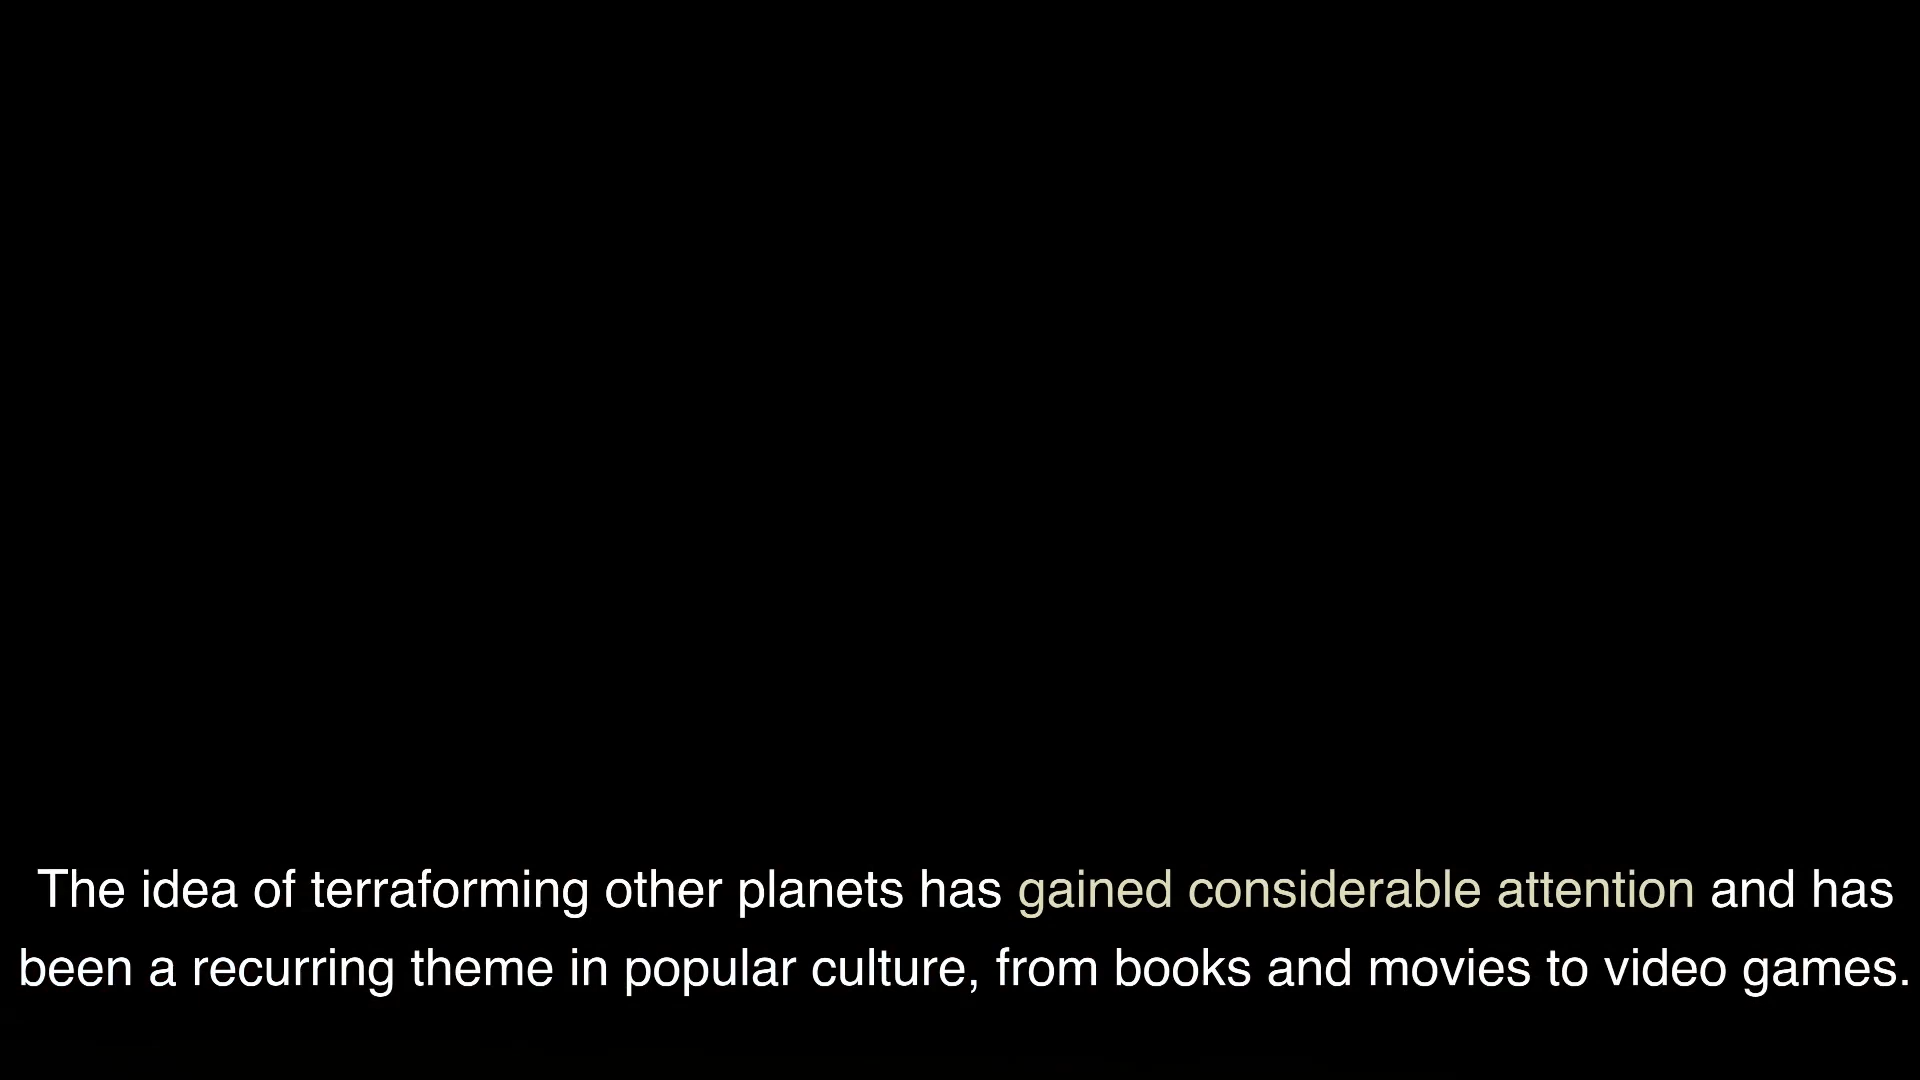 The idea of terraforming other planets has gained considerable attention and has
been a recurring theme in popular culture, from books and movies to video games.